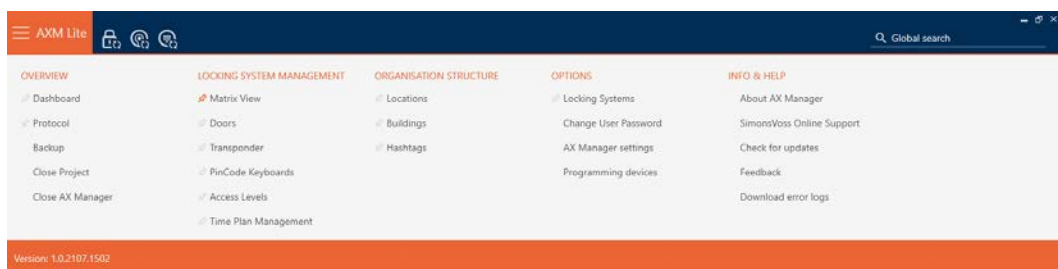 AXM Lite
Global search
OVERVIEW
Dashboard
Protocol
Backup
Close Project
Close AX Manager
LOCKING SYSTEM MANAGEMENT
Matrix View
Doors
Transponder
PinCode Keyboards
Access Levels
Time Plan Management
ORGANISATION STRUCTURE
Locations
Buildings
Hashtags
OPTIONS
Locking Systems
Change User Password
AX Manager settings
Programming devices
INFO & HELP
About AX Manager
SimonsVoss Online Support
Check for updates
Feedback
Download error logs
Version: 1.0.2107.1502